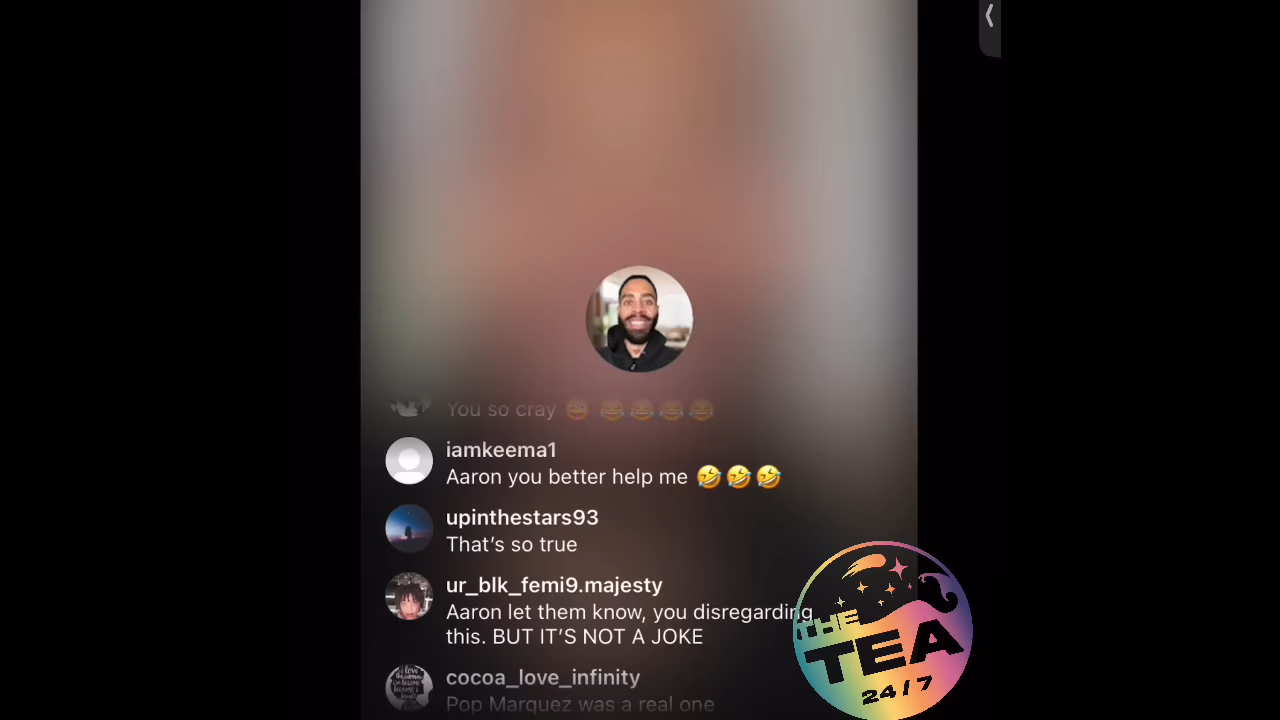 You so cray 😜 😂😂😂😂
iamkeema1
Aaron you better help me 🤣🤣🤣
upinthestars93
That's so true
ur_blk_femi9.majesty
Aaron let them know, you disregarding
this. BUT IT'S NOT A JOKE
cocoa_love_infinity
Pop Marquez was a real one
THE
TEA
24/7